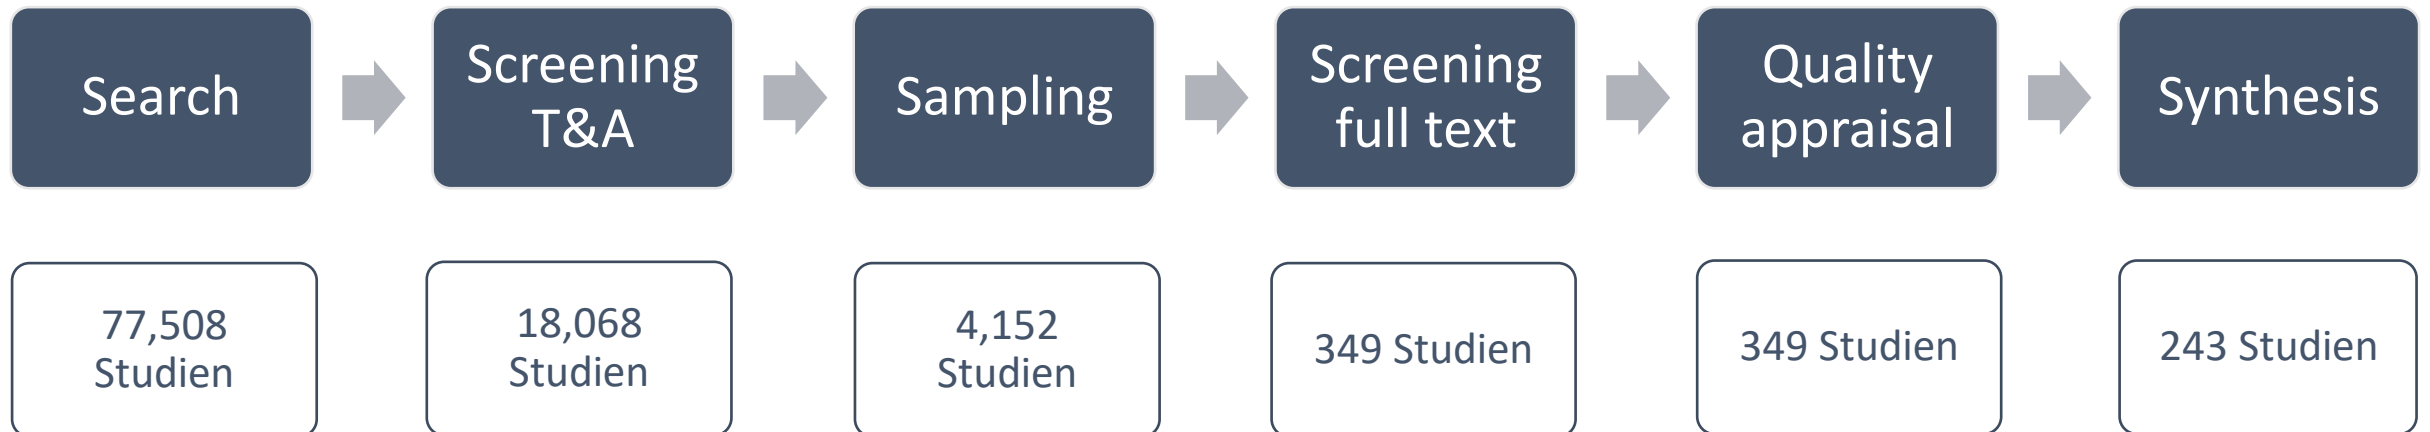 Search
Screening
T&A
Sampling
Screening
full text
Quality
appraisal
Synthesis
77,508
Studien
18,068
Studien
4,152
Studien
349 Studien
349 Studien
243 Studien